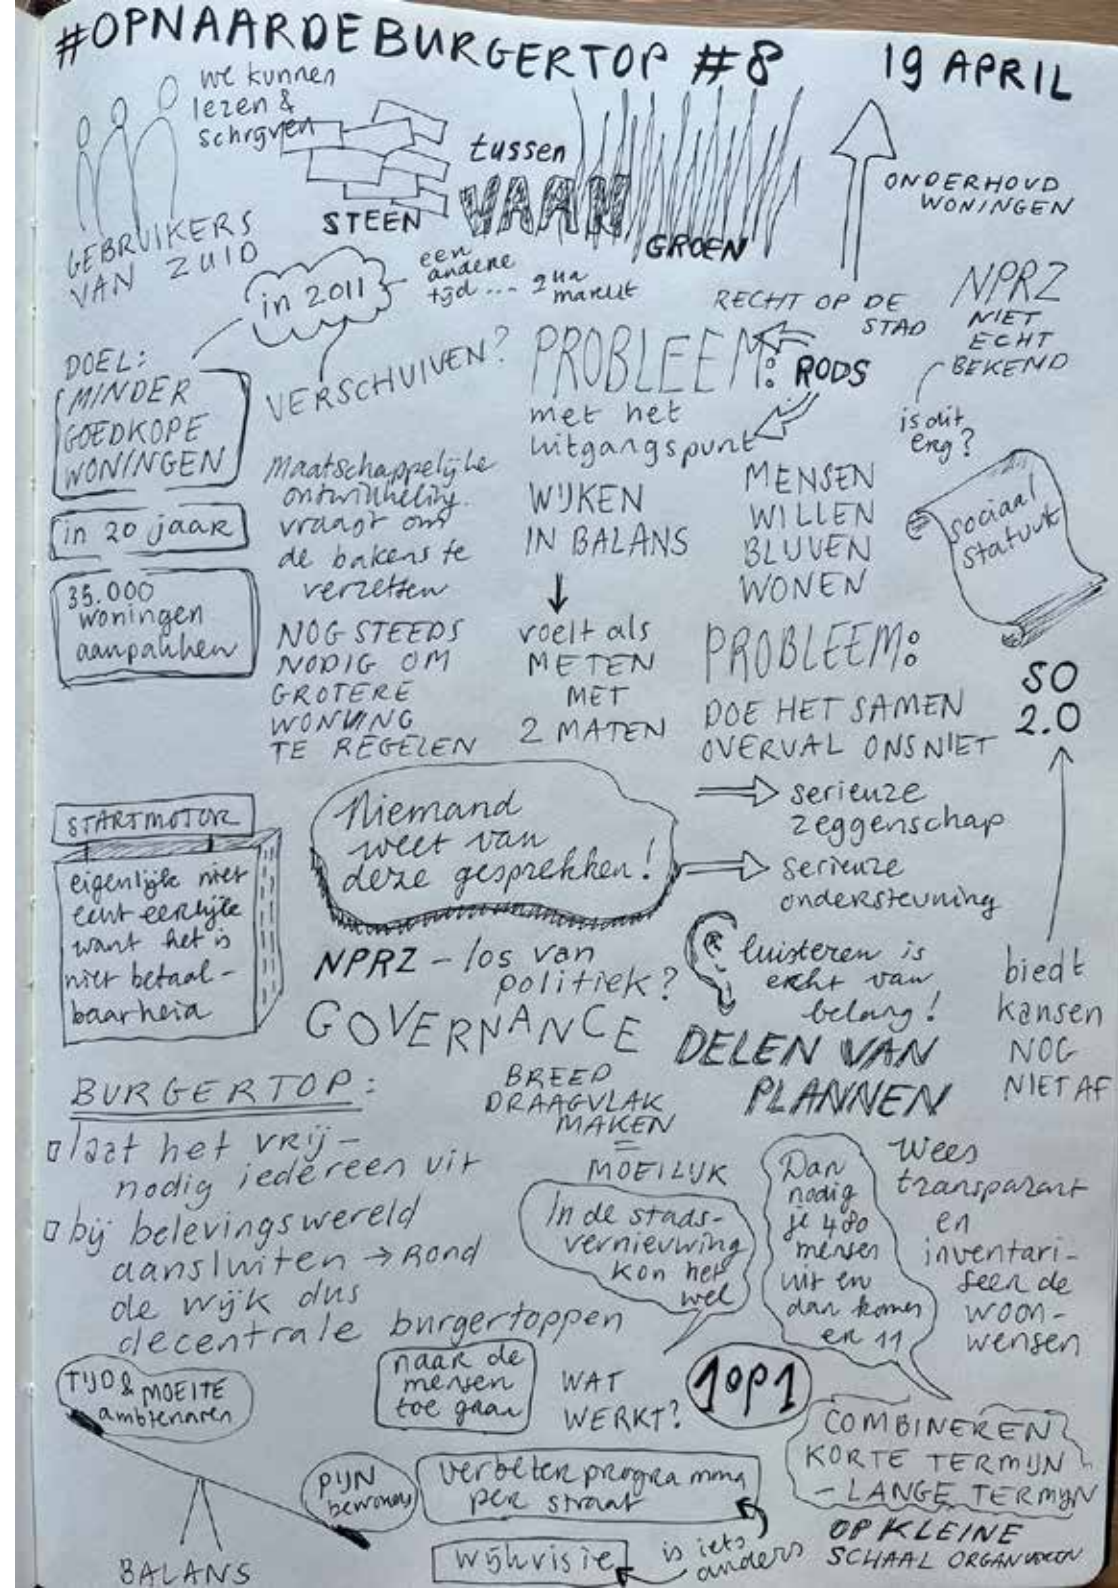 #OPNAARDEBURGERTOP #8
19 APRIL
we kunnen
lezen &
schrijven
GEBRUIKERS
VAN ZUID
STEEN
tussen
VAAN
GROEN
ONDERHOUD
WONINGEN
in 2011
een
andere
tijd ... qua
markt
RECHT OP DE
STAD
NPRZ
NIET
ECHT
BEKEND
is dit
erg?
DOEL:
MINDER
GOEDKOPE
WONINGEN
in 20 jaar
35.000
woningen
aanpakken
VERSCHUIVEN?
Maatschappelijke
ontwikkeling.
vraagt om
de bakens te
verzetten
NOG STEEDS
NODIG OM
GROTERE
WONING
TE REGELEN
PROBLEEM:
met het
uitgangspunt
WIJKEN
IN BALANS
voelt als
METEN
MET
2 MATEN
RODS
MENSEN
WILLEN
BLIJVEN
WONEN
sociaal
statuut
PROBLEEM:
DOE HET SAMEN
OVERVAL ONS NIET
SO
2.0
serieuze
zeggenschap
serieuze
ondersteuning
STARTMOTOR
eigenlijk niet
echt eerlijk
want het is
niet betaal-
baarheid
Niemand
weet van
deze gesprekken!
NPRZ - los van
politiek?
GOVERNANCE
luisteren is
echt van
belang!
biedt
kansen
NOG
NIET AF
DELEN VAN
PLANNEN
BREED
DRAAGVLAK
MAKEN
=
MOEILIJK
BURGERTOP:
laat het vrij -
nodig iedereen uit
bij belevingswereld
aansluiten → Rond
de wijk dus
decentrale burgertoppen
In de stads-
vernieuwing
kon het
wel
Dan
nodig
je 480
mensen
uit en
dan komen
er 11
Wees
transparant
en
inventari-
seer de
woon-
wensen
TIJD & MOEITE
ambtenaren
PIJN
bewoners
BALANS
naar de
mensen
toe gaan
WAT
WERKT?
1op1
COMBINEREN
KORTE TERMIJN
- LANGE TERMIJN
verbeterprogramma
per straat
wijkvisie
is iets
anders
OP KLEINE
SCHAAL ORGANISEREN